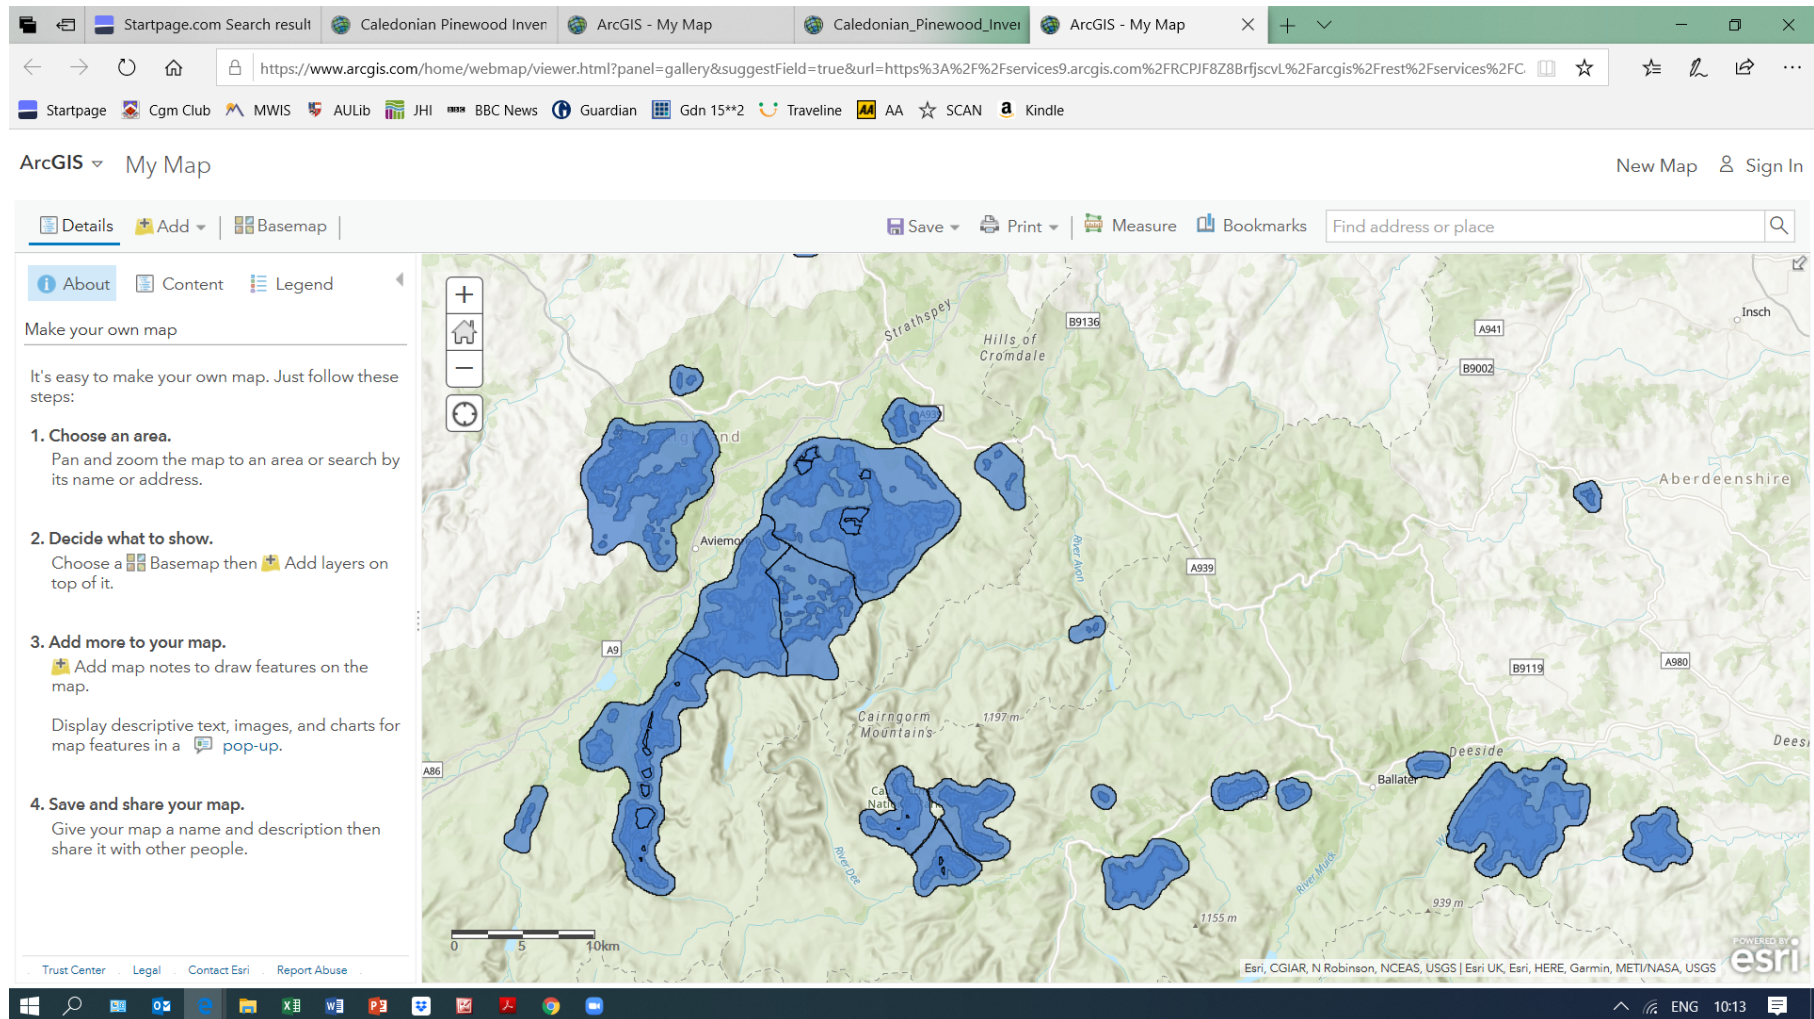 Startpage.com Search result
Caledonian Pinewood Inven
ArcGIS - My Map
Caledonian_Pinewood_Inver
ArcGIS - My Map
https://www.arcgis.com/home/webmap/viewer.html?panel=gallery&suggestField=true&url=https%3A%2F%2Fservices9.arcgis.com%2FRCPJF8Z8BrfjscvL%2Farcgis%2Frest%2Fservices%2FC
Startpage
Cgm Club
MWIS
AULib
JHI
BBC News
Guardian
Gdn 15**2
Traveline
AA
AA
SCAN
Kindle
ArcGIS
My Map
New Map
Sign In
Details
Add
Basemap
Save
Print
Measure
Bookmarks
Find address or place
About
Content
Legend
Make your own map
It's easy to make your own map. Just follow these
steps:
1. Choose an area.
Pan and zoom the map to an area or search by
its name or address.
2. Decide what to show.
Choose a Basemap then Add layers on
top of it.
3. Add more to your map.
Add map notes to draw features on the
map.
Display descriptive text, images, and charts for
map features in a pop-up.
4. Save and share your map.
Give your map a name and description then
share it with other people.
Trust Center
Legal
Contact Esri
Report Abuse
Insch
B9136
Strathspey
A941
Hills of
Cromdale
B9002
A939
Aberdeenshire
Aviemo
River Avon
A939
A9
B9119
A980
Cairngorm
Mountains
1197 m
Deeside
Dees
A86
Ballater
River Dee
River Muick
939 m
1155 m
0 5 10km
POWERED BY
esri
Esri, CGIAR, N Robinson, NCEAS, USGS | Esri UK, Esri, HERE, Garmin, METI/NASA, USGS
ENG
10:13